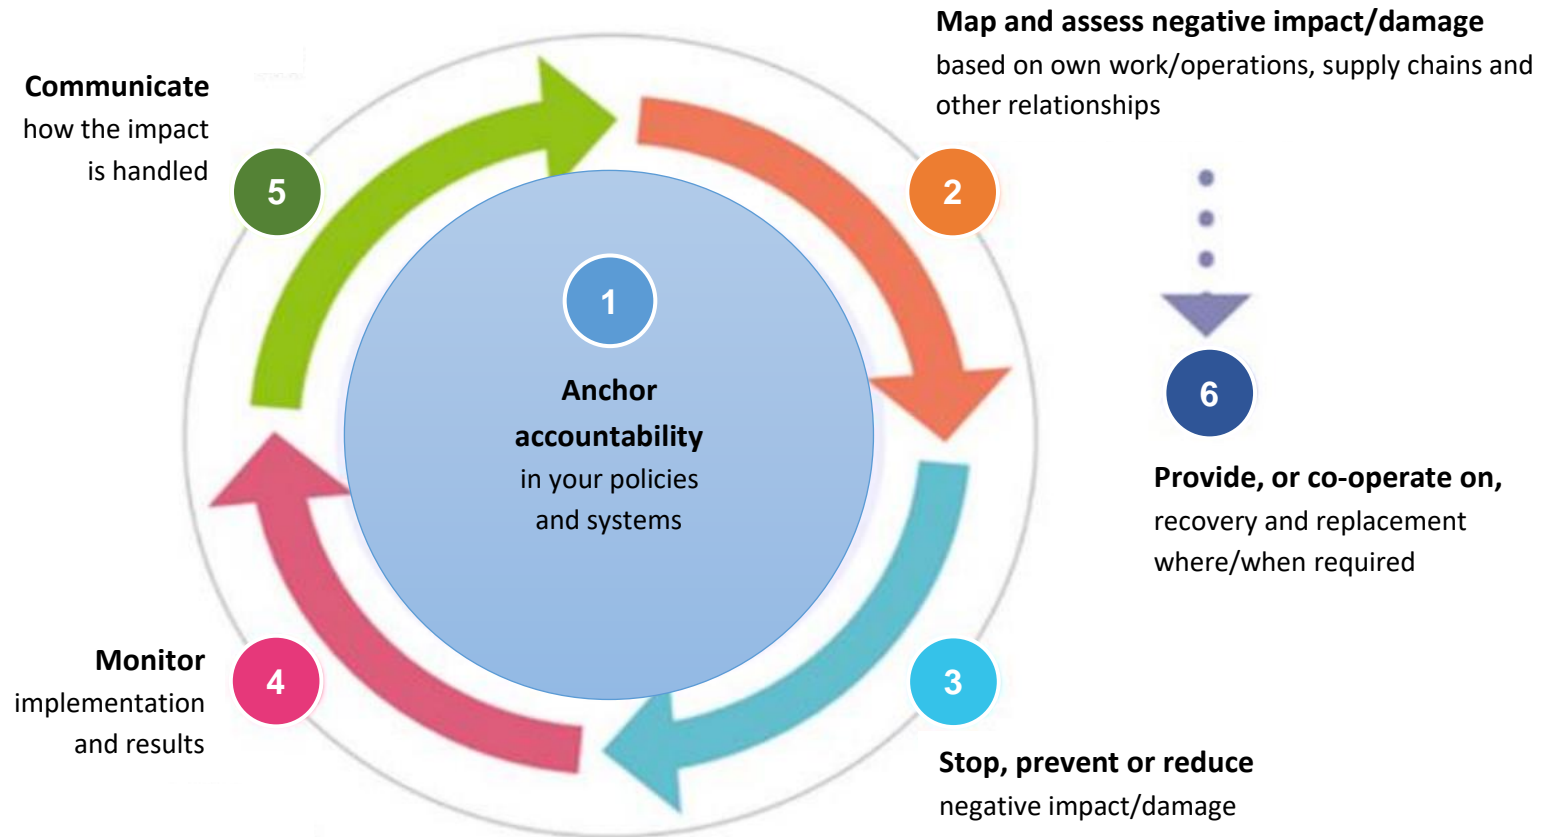 1
Anchor
accountability
in your policies
and systems
2
Map and assess negative impact/damage
based on own work/operations, supply chains and
other relationships
3
Stop, prevent or reduce
negative impact/damage
4
Monitor
implementation
and results
5
Communicate
how the impact
is handled
6
Provide, or co-operate on,
recovery and replacement
where/when required